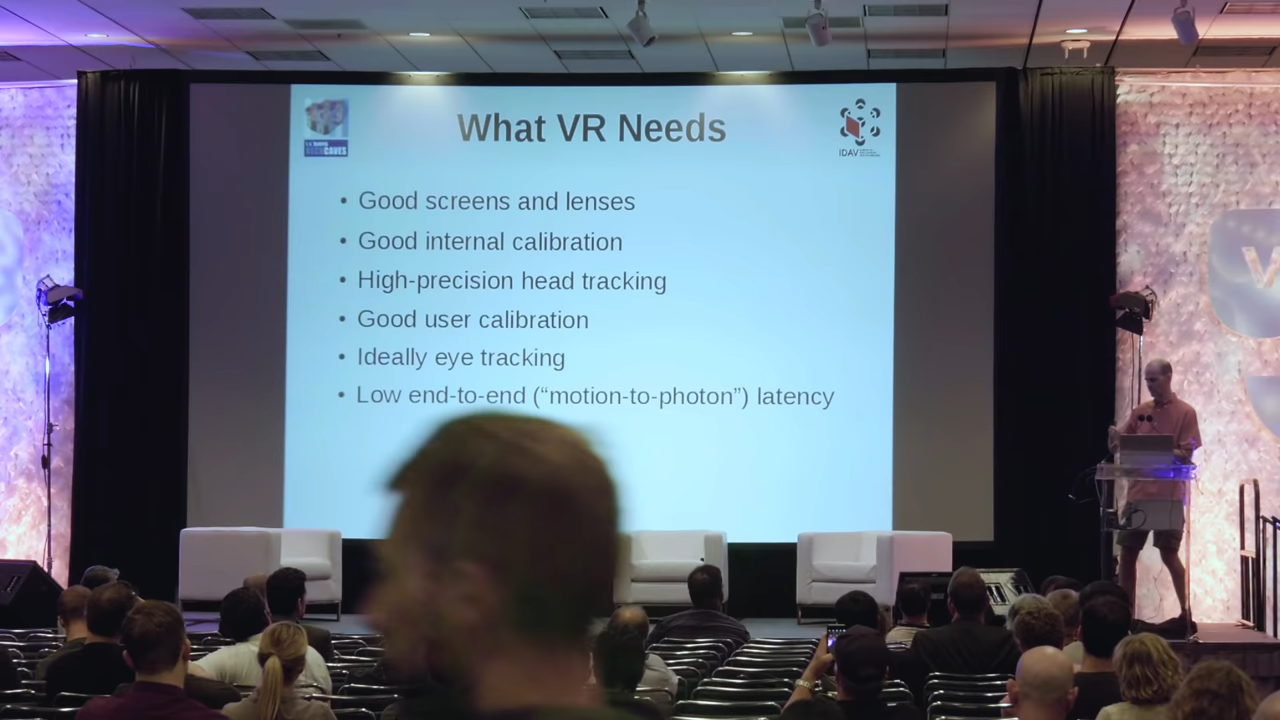 What VR Needs
IDAV
• Good screens and lenses
• Good internal calibration
• High-precision head tracking
• Good user calibration
• Ideally eye tracking
• Low end-to-end (“motion-to-photon”) latency